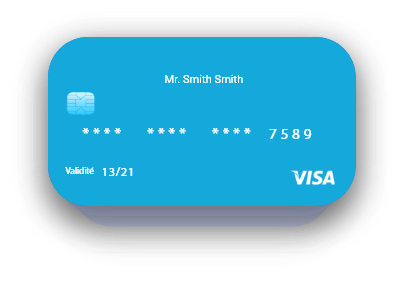 Mr. Smith Smith
**** **** **** 7589
Validité 13/21
VISA